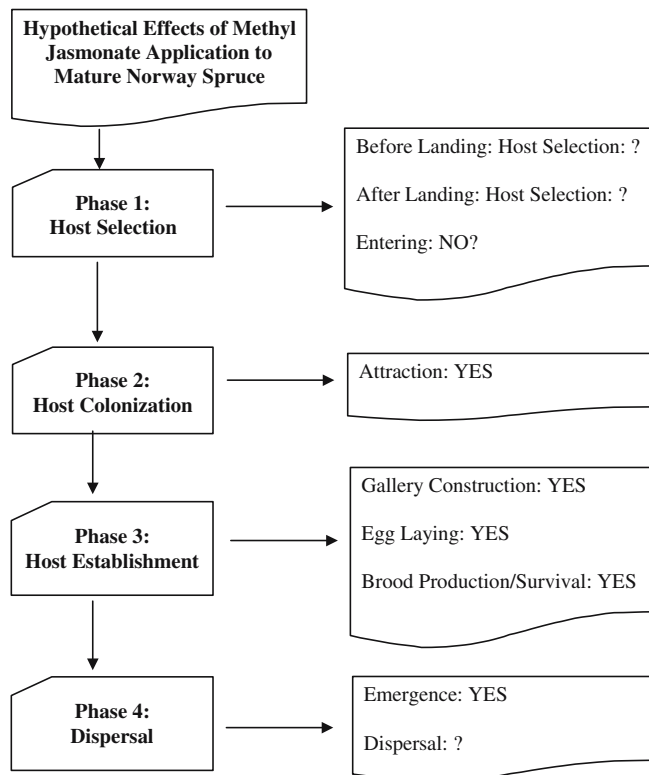 Hypothetical Effects of Methyl
Jasmonate Application to
Mature Norway Spruce
Phase 1:
Host Selection
Before Landing: Host Selection: ?
After Landing: Host Selection: ?
Entering: NO?
Phase 2:
Host Colonization
Attraction: YES
Phase 3:
Host Establishment
Gallery Construction: YES
Egg Laying: YES
Brood Production/Survival: YES
Phase 4:
Dispersal
Emergence: YES
Dispersal: ?